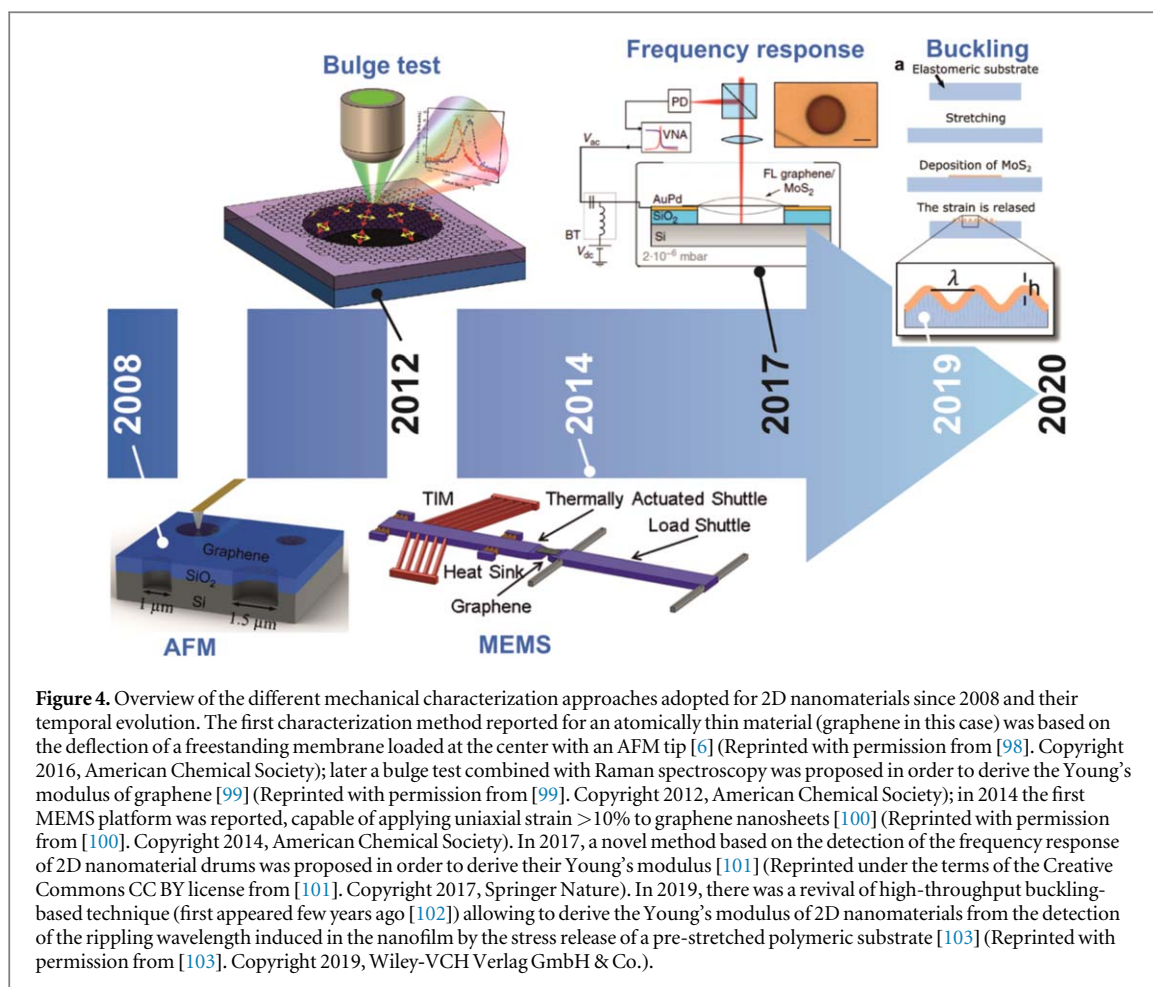 Bulge test
Frequency response
Buckling
a
Elastomeric substrate
Stretching
Deposition of MoS₂
The strain is relased
λ
h
PD
VNA
Vac
FL graphene/
MoS₂
AuPd
SiO₂
Si
BT
Vdc
2·10⁻⁶ mbar
2008
2012
2014
2017
2019
2020
Graphene
SiO₂
Si
1 μm
1.5 μm
AFM
TIM
Thermally Actuated Shuttle
Load Shuttle
Heat Sink
Graphene
MEMS
Figure 4. Overview of the different mechanical characterization approaches adopted for 2D nanomaterials since 2008 and their
temporal evolution. The first characterization method reported for an atomically thin material (graphene in this case) was based on
the deflection of a freestanding membrane loaded at the center with an AFM tip [6] (Reprinted with permission from [98]. Copyright
2016, American Chemical Society); later a bulge test combined with Raman spectroscopy was proposed in order to derive the Young's
modulus of graphene [99] (Reprinted with permission from [99]. Copyright 2012, American Chemical Society); in 2014 the first
MEMS platform was reported, capable of applying uniaxial strain >10% to graphene nanosheets [100] (Reprinted with permission
from [100]. Copyright 2014, American Chemical Society). In 2017, a novel method based on the detection of the frequency response
of 2D nanomaterial drums was proposed in order to derive their Young's modulus [101] (Reprinted under the terms of the Creative
Commons CC BY license from [101]. Copyright 2017, Springer Nature). In 2019, there was a revival of high-throughput buckling-
based technique (first appeared few years ago [102]) allowing to derive the Young's modulus of 2D nanomaterials from the detection
of the rippling wavelength induced in the nanofilm by the stress release of a pre-stretched polymeric substrate [103] (Reprinted with
permission from [103]. Copyright 2019, Wiley-VCH Verlag GmbH & Co.).